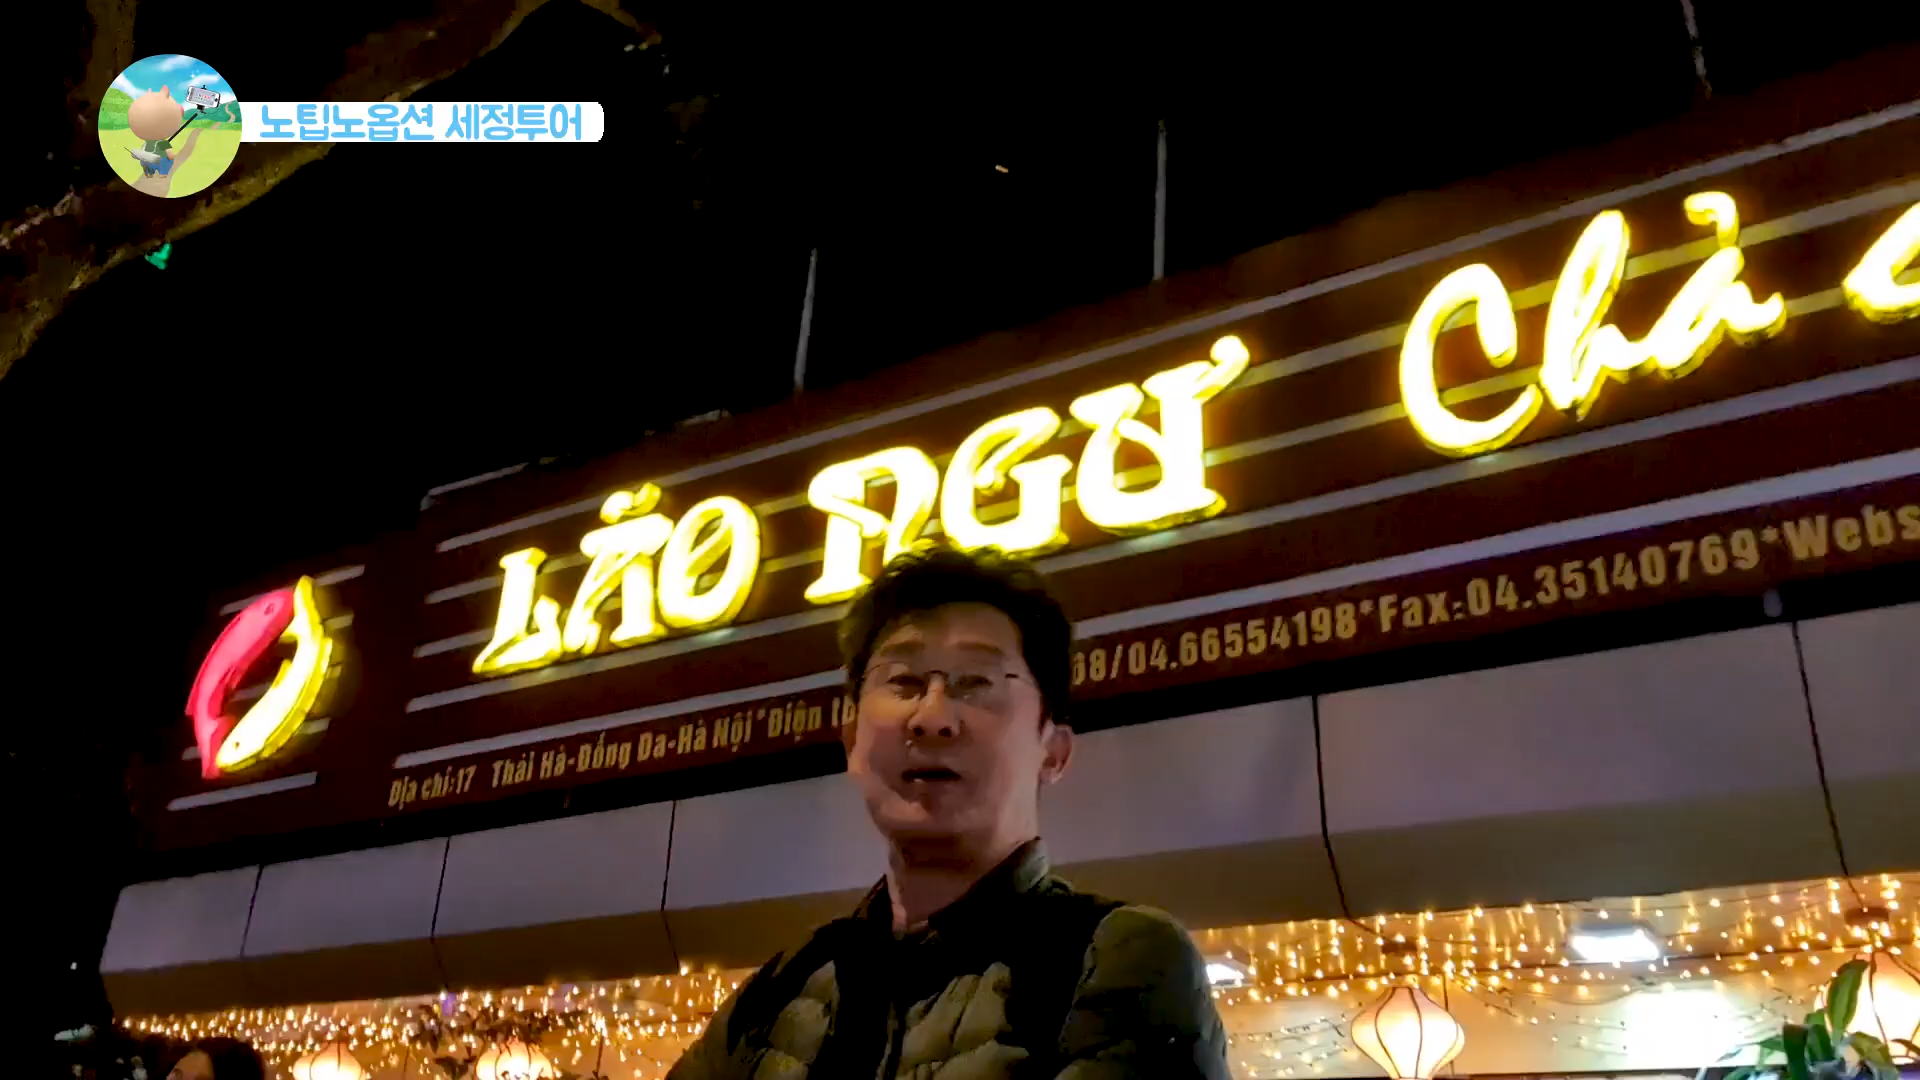 노팁노옵션 세정투어
LÃO NGƯ Chả
Địa chỉ:17 Thái Hà-Đống Đa-Hà Nội*Điện
68/04.66554198*Fax:04.35140769*Webs